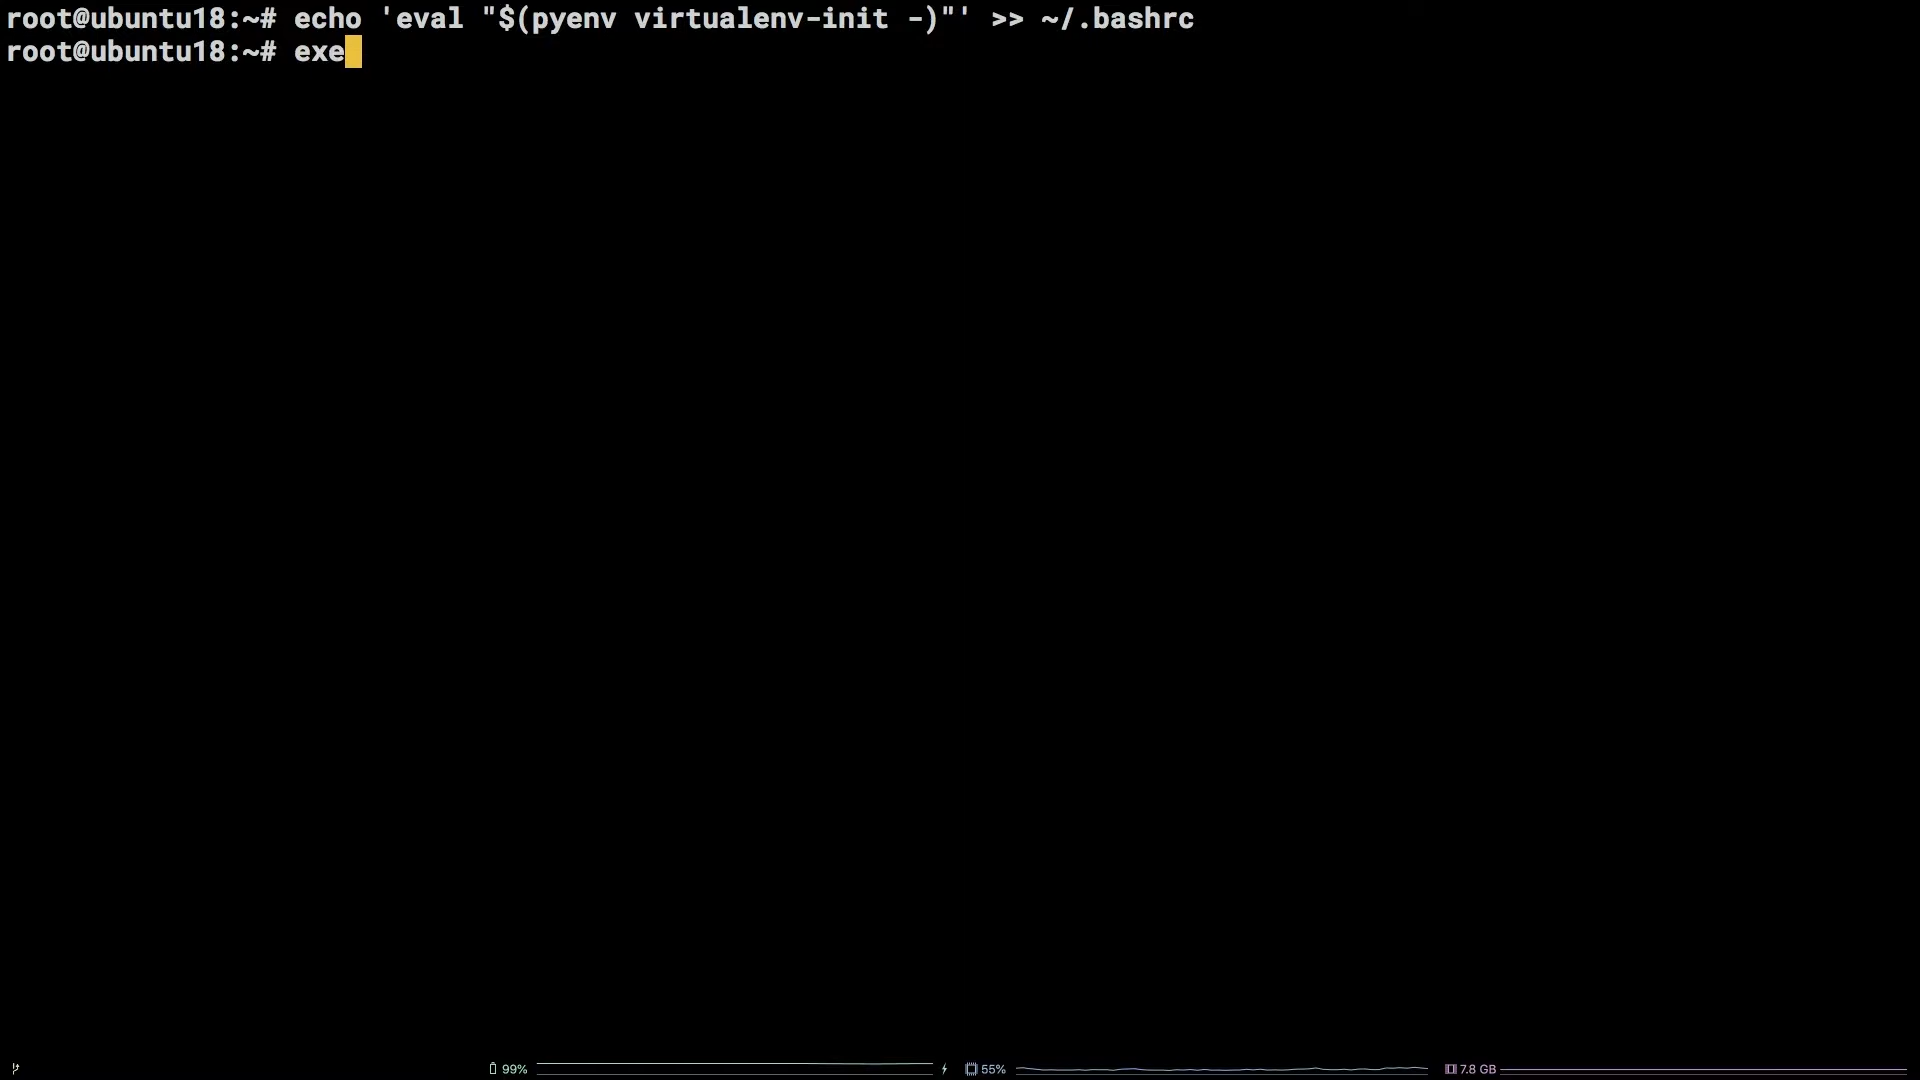 root@ubuntu18:~# echo 'eval "$(pyenv virtualenv-init -)"' >> ~/.bashrc
root@ubuntu18:~# exe
99% 55% 7.8 GB